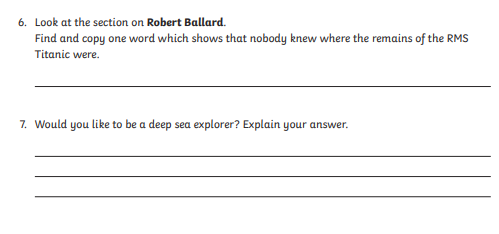 6. Look at the section on Robert Ballard.
Find and copy one word which shows that nobody knew where the remains of the RMS
Titanic were.
7. Would you like to be a deep sea explorer? Explain your answer.